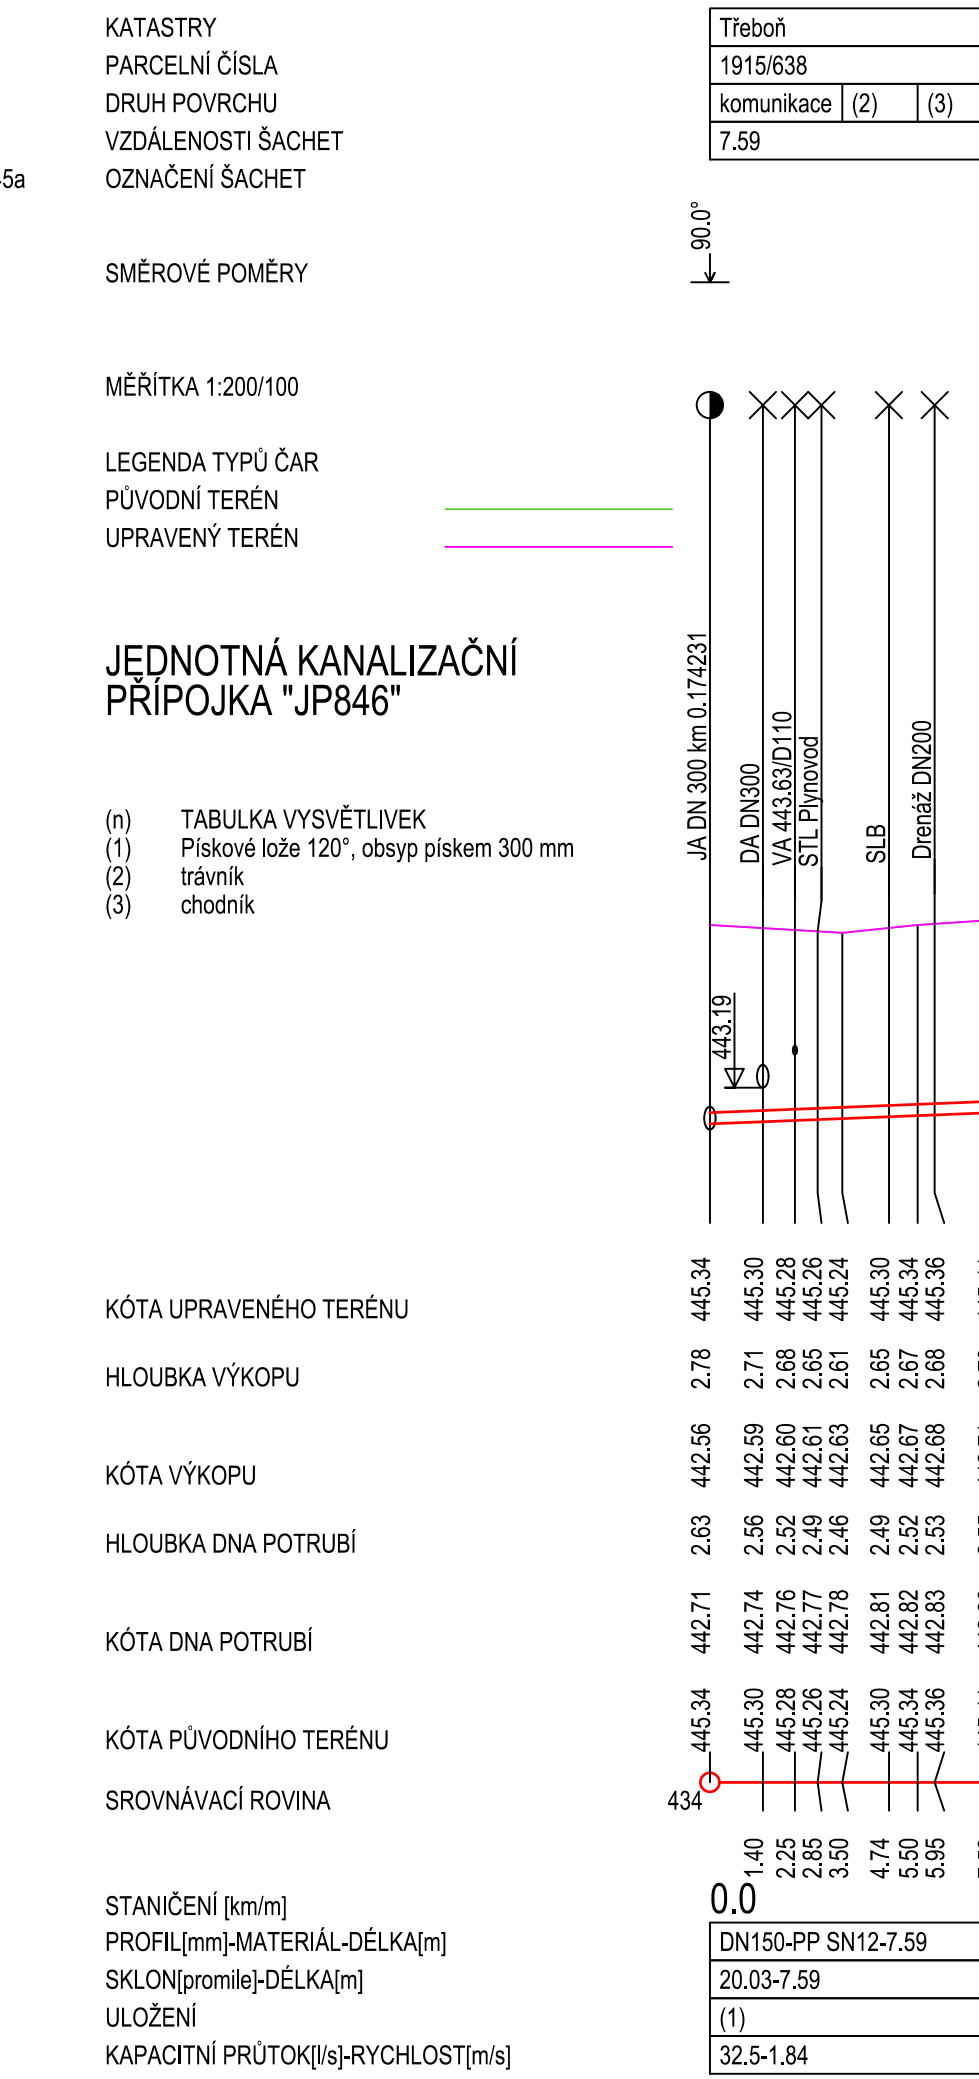 KATASTRY Třeboň
PARCELNÍ ČÍSLA 1915/638
DRUH POVRCHU komunikace (2) (3)
VZDÁLENOSTI ŠACHET 7.59
5a OZNAČENÍ ŠACHET
90.0°
SMĚROVÉ POMĚRY
MĚŘÍTKA 1:200/100
LEGENDA TYPŮ ČAR
PŮVODNÍ TERÉN
UPRAVENÝ TERÉN
JEDNOTNÁ KANALIZAČNÍ
PŘÍPOJKA "JP846"
JA DN 300 km 0.174231
DA DN300
VA 443.63/D110
STL Plynovod
SLB
Drenáž DN200
(n) TABULKA VYSVĚTLIVEK
(1) Pískové lože 120°, obsyp pískem 300 mm
(2) trávník
(3) chodník
443.19
KÓTA UPRAVENÉHO TERÉNU 445.34 445.30 445.28 445.26 445.24 445.30 445.34 445.36
HLOUBKA VÝKOPU 2.78 2.71 2.68 2.65 2.61 2.65 2.67 2.68
KÓTA VÝKOPU 442.56 442.59 442.60 442.61 442.63 442.65 442.67 442.68
HLOUBKA DNA POTRUBÍ 2.63 2.56 2.52 2.49 2.46 2.49 2.52 2.53
KÓTA DNA POTRUBÍ 442.71 442.74 442.76 442.77 442.78 442.81 442.82 442.83
KÓTA PŮVODNÍHO TERÉNU 445.34 445.30 445.28 445.26 445.24 445.30 445.34 445.36
SROVNÁVACÍ ROVINA 434
STANIČENÍ [km/m] 0.0 1.40 2.25 2.85 3.50 4.74 5.50 5.95
PROFIL[mm]-MATERIÁL-DÉLKA[m] DN150-PP SN12-7.59
SKLON[promile]-DÉLKA[m] 20.03-7.59
ULOŽENÍ (1)
KAPACITNÍ PRŮTOK[l/s]-RYCHLOST[m/s] 32.5-1.84